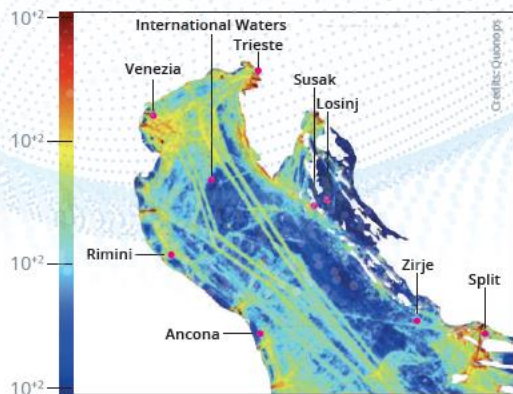 10⁺²
International Waters
Trieste
Venezia
Susak
Losinj
Credits: Quonops
10⁺²
10⁺²
Rimini
Zirje
Split
Ancona
10⁺²